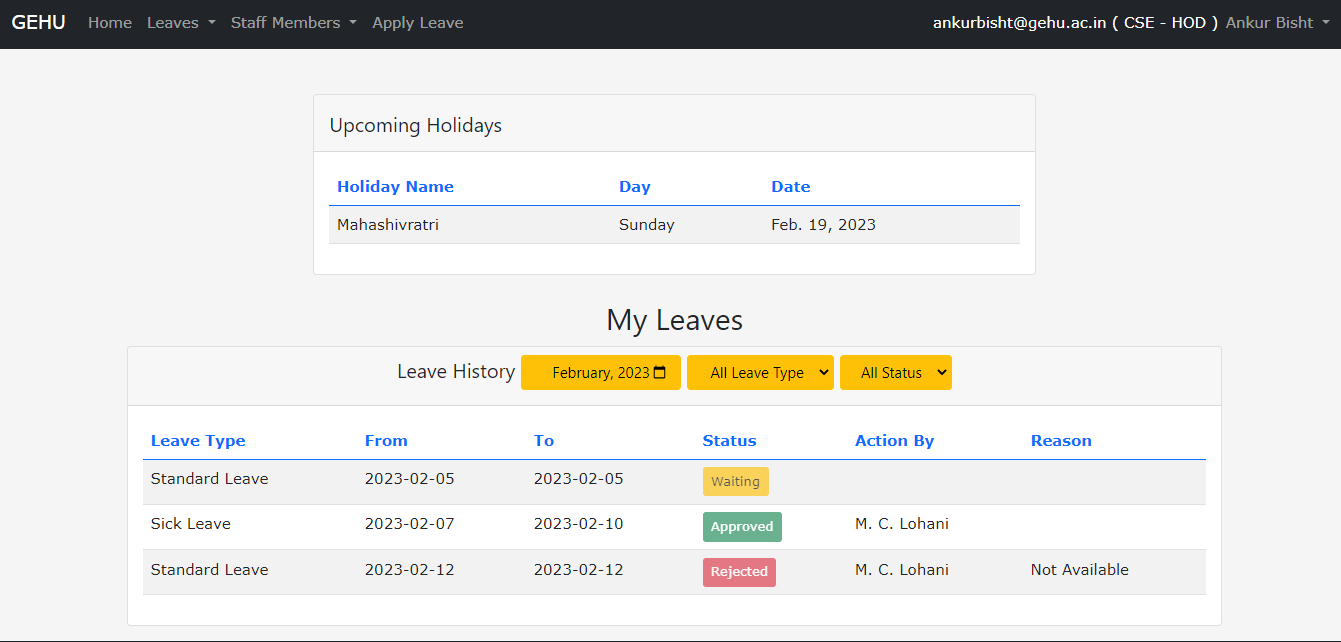 GEHU Home Leaves Staff Members Apply Leave ankurbisht@gehu.ac.in ( CSE - HOD ) Ankur Bisht
Upcoming Holidays
Holiday Name Day Date
Mahashivratri Sunday Feb. 19, 2023
My Leaves
Leave History February, 2023 All Leave Type All Status
Leave Type From To Status Action By Reason
Standard Leave 2023-02-05 2023-02-05 Waiting
Sick Leave 2023-02-07 2023-02-10 Approved M. C. Lohani
Standard Leave 2023-02-12 2023-02-12 Rejected M. C. Lohani Not Available